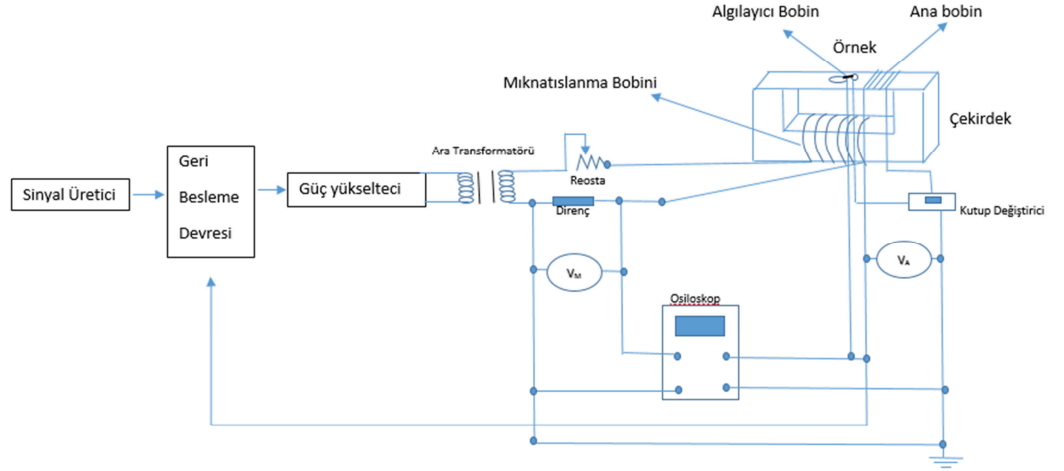 Algılayıcı Bobin
Ana bobin
Örnek
Mıknatıslanma Bobini
Çekirdek
Ara Transformatörü
Geri
Besleme
Devresi
Sinyal Üretici
Güç yükselteci
Reosta
Direnç
Kutup Değiştirici
VM
VA
Osiloskop